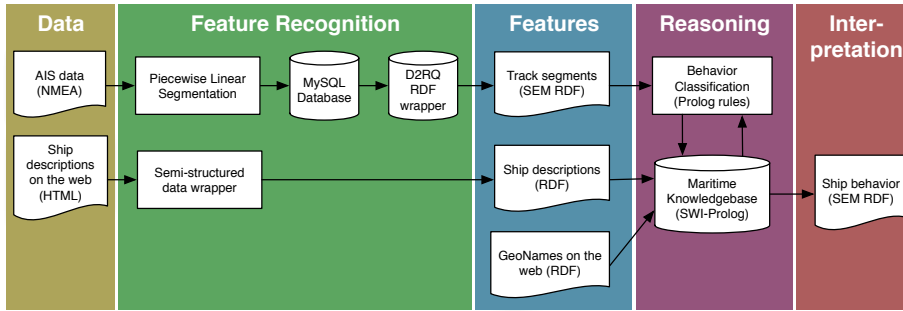 Data
Feature Recognition
Features
Reasoning
Inter-
pretation
AIS data
(NMEA)
Piecewise Linear
Segmentation
MySQL
Database
D2RQ
RDF
wrapper
Track segments
(SEM RDF)
Behavior
Classification
(Prolog rules)
Ship
descriptions
on the web
(HTML)
Semi-structured
data wrapper
Ship descriptions
(RDF)
Maritime
Knowledgebase
(SWI-Prolog)
Ship behavior
(SEM RDF)
GeoNames on the
web (RDF)